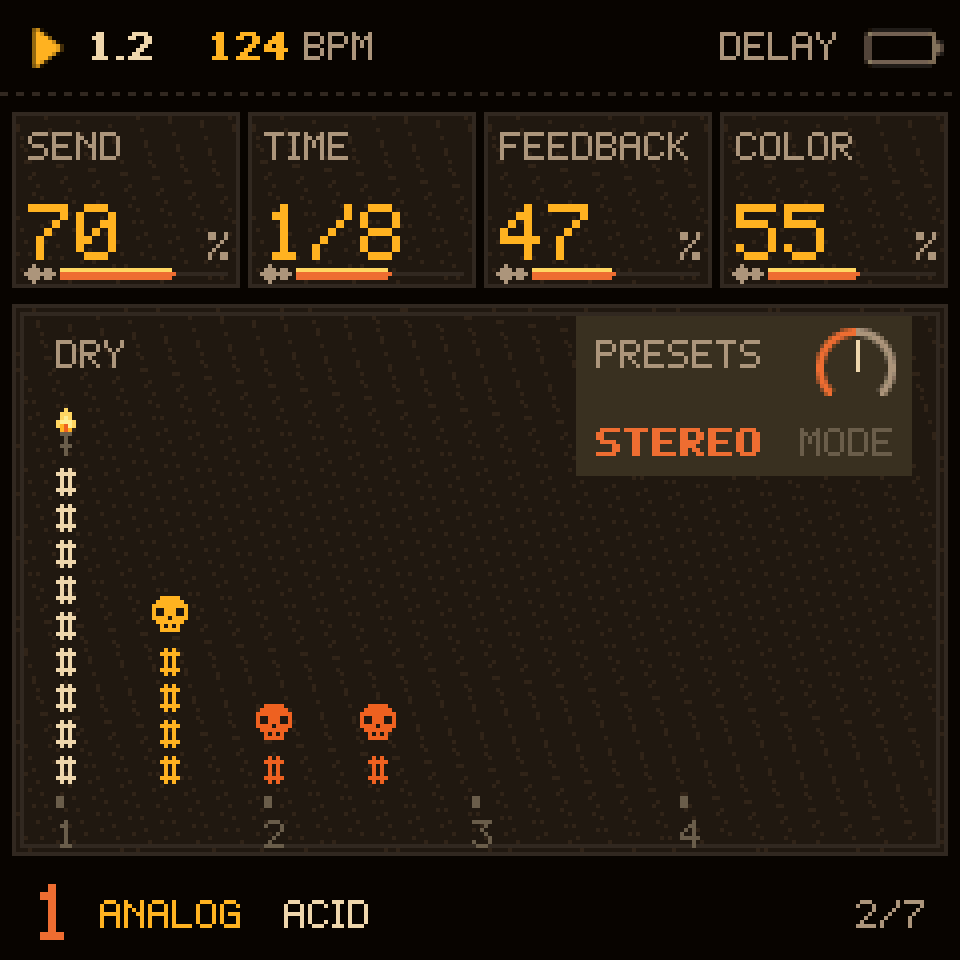 1.2 124 BPM DELAY
SEND TIME FEEDBACK COLOR
70 % 1/8 47 % 55 %
DRY PRESETS
STEREO MODE
1 2 3 4
1 ANALOG ACID 2/7